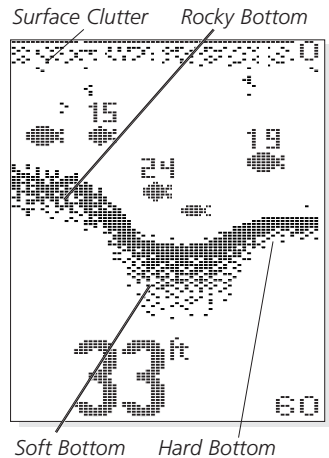 Surface Clutter Rocky Bottom
0
15
19
24
33 ft
60
Soft Bottom Hard Bottom